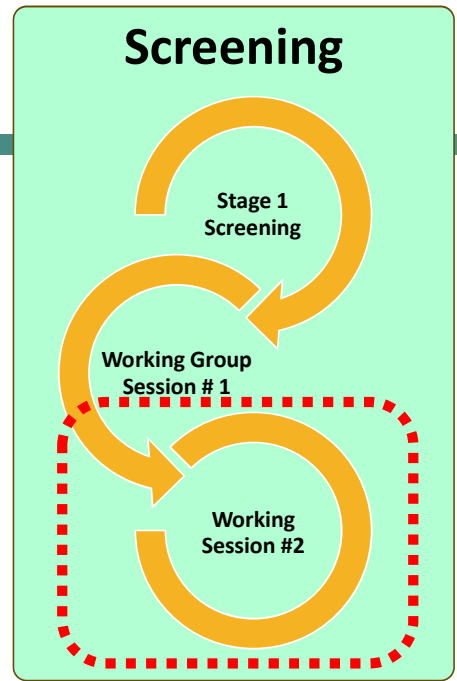 Screening
Stage 1
Screening
Working Group
Session # 1
Working
Session #2